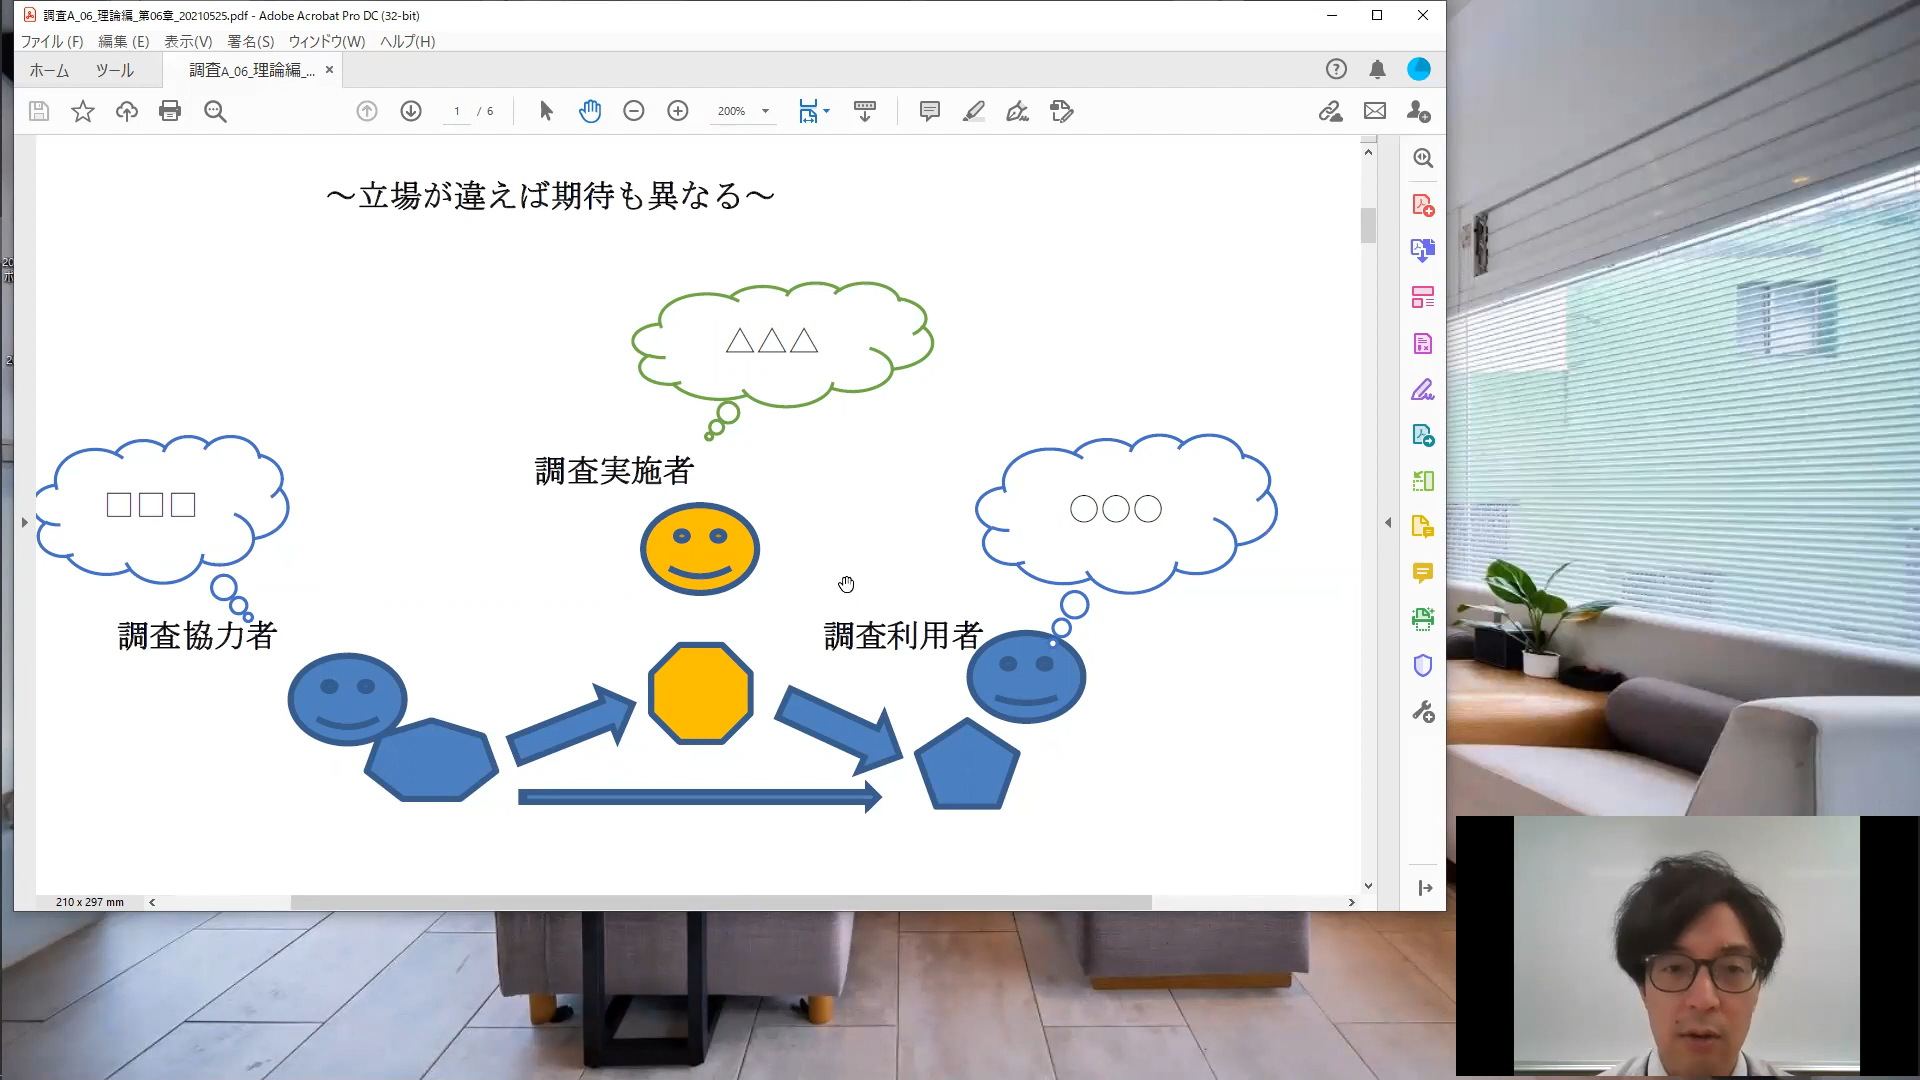 調査A_06_理論編_第06章_20210525.pdf - Adobe Acrobat Pro DC (32-bit)
ファイル(F) 編集(E) 表示(V) 署名(S) ウィンドウ(W) ヘルプ(H)
ホーム ツール 調査A_06_理論編_... ×
1 / 6 200%
～立場が違えば期待も異なる～
△△△
調査実施者
□□□
○○○
調査協力者
調査利用者
210 x 297 mm